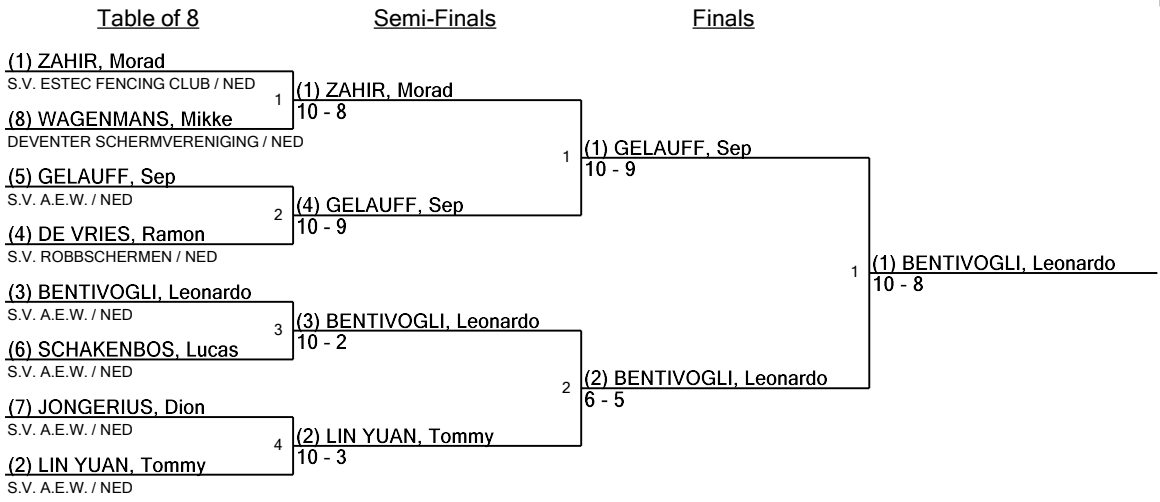 Table of 8
Semi-Finals
Finals
(1) ZAHIR, Morad
S.V. ESTEC FENCING CLUB / NED
1
(1) ZAHIR, Morad
10 - 8
(8) WAGENMANS, Mikke
DEVENTER SCHERMVERENIGING / NED
1
(1) GELAUFF, Sep
10 - 9
(5) GELAUFF, Sep
S.V. A.E.W. / NED
2
(4) GELAUFF, Sep
10 - 9
(4) DE VRIES, Ramon
S.V. ROBBSCHERMEN / NED
1
(1) BENTIVOGLI, Leonardo
10 - 8
(3) BENTIVOGLI, Leonardo
S.V. A.E.W. / NED
3
(3) BENTIVOGLI, Leonardo
10 - 2
(6) SCHAKENBOS, Lucas
S.V. A.E.W. / NED
2
(2) BENTIVOGLI, Leonardo
6 - 5
(7) JONGERIUS, Dion
S.V. A.E.W. / NED
4
(2) LIN YUAN, Tommy
10 - 3
(2) LIN YUAN, Tommy
S.V. A.E.W. / NED